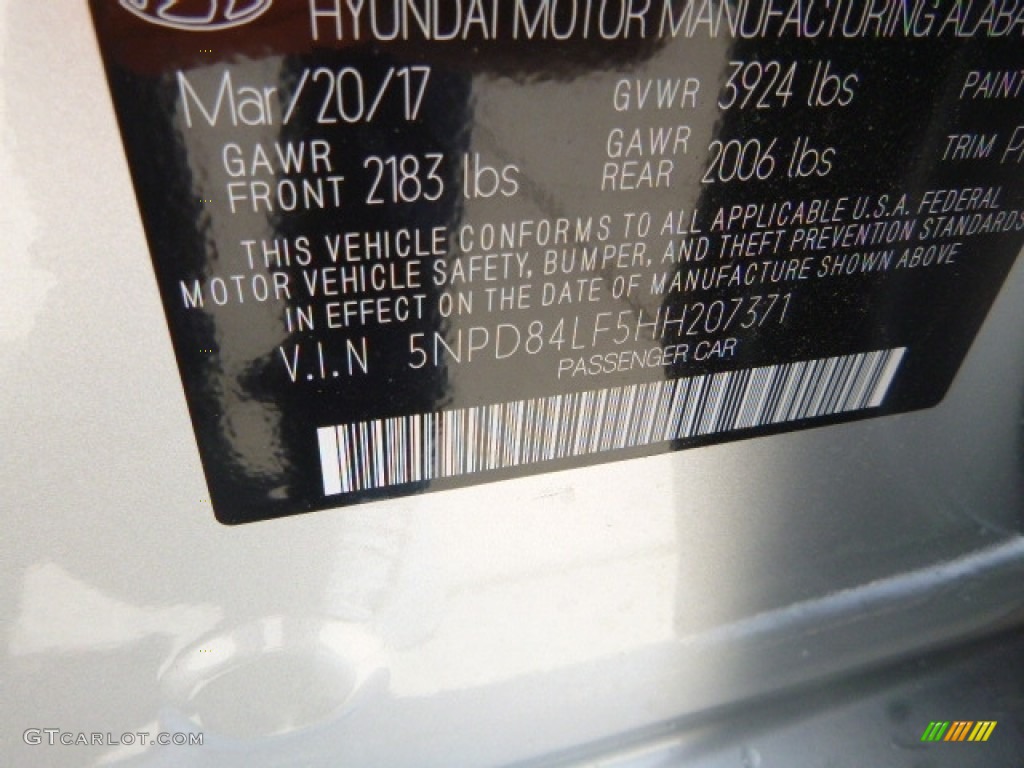 HYUNDAI MOTOR MANUFACTURING
Mar/20/17 GVWR 3924 lbs PAINT
GAWR FRONT 2183 lbs GAWR REAR 2006 lbs TRIM
THIS VEHICLE CONFORMS TO ALL APPLICABLE U.S.A. FEDERAL
MOTOR VEHICLE SAFETY, BUMPER, AND THEFT PREVENTION STANDARDS
IN EFFECT ON THE DATE OF MANUFACTURE SHOWN ABOVE
V.I.N 5NPD84LF5HH207371
PASSENGER CAR
GTCARLOT.COM